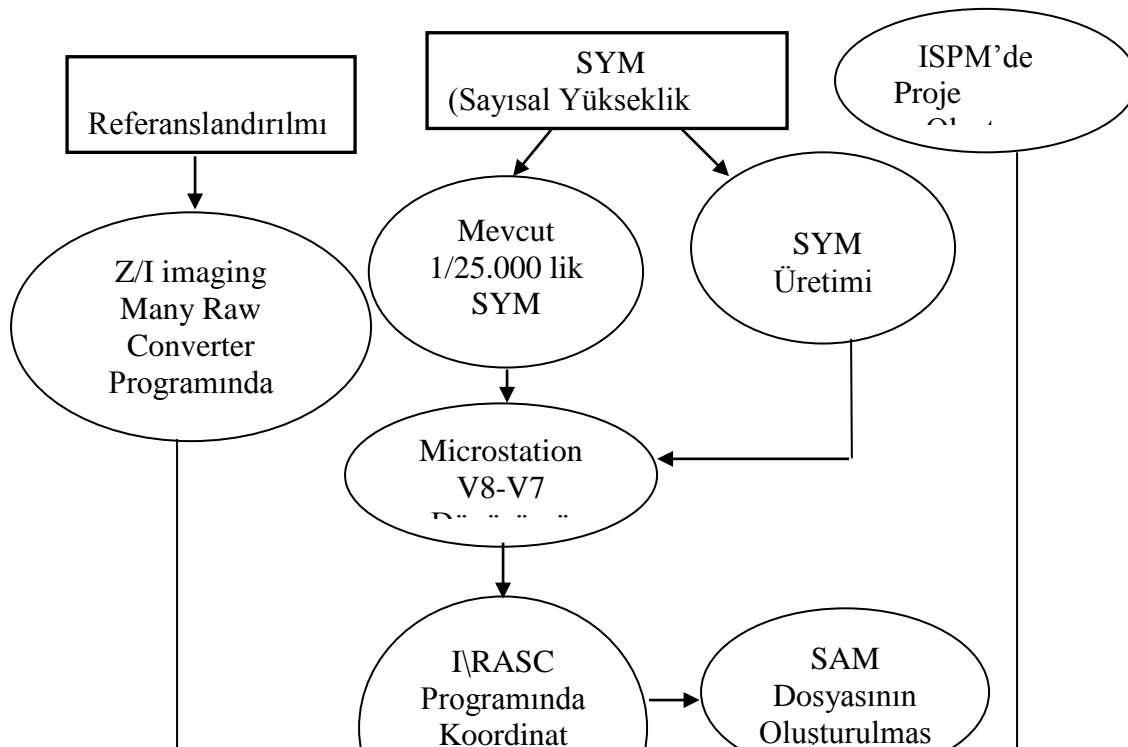 Referanslandırılmı
SYM
(Sayısal Yükseklik
ISPM’de
Proje
Z/I imaging
Many Raw
Converter
Programında
Mevcut
1/25.000 lik
SYM
SYM
Üretimi
Microstation
V8-V7
I\RASC
Programında
Koordinat
SAM
Dosyasının
Oluşturulmas